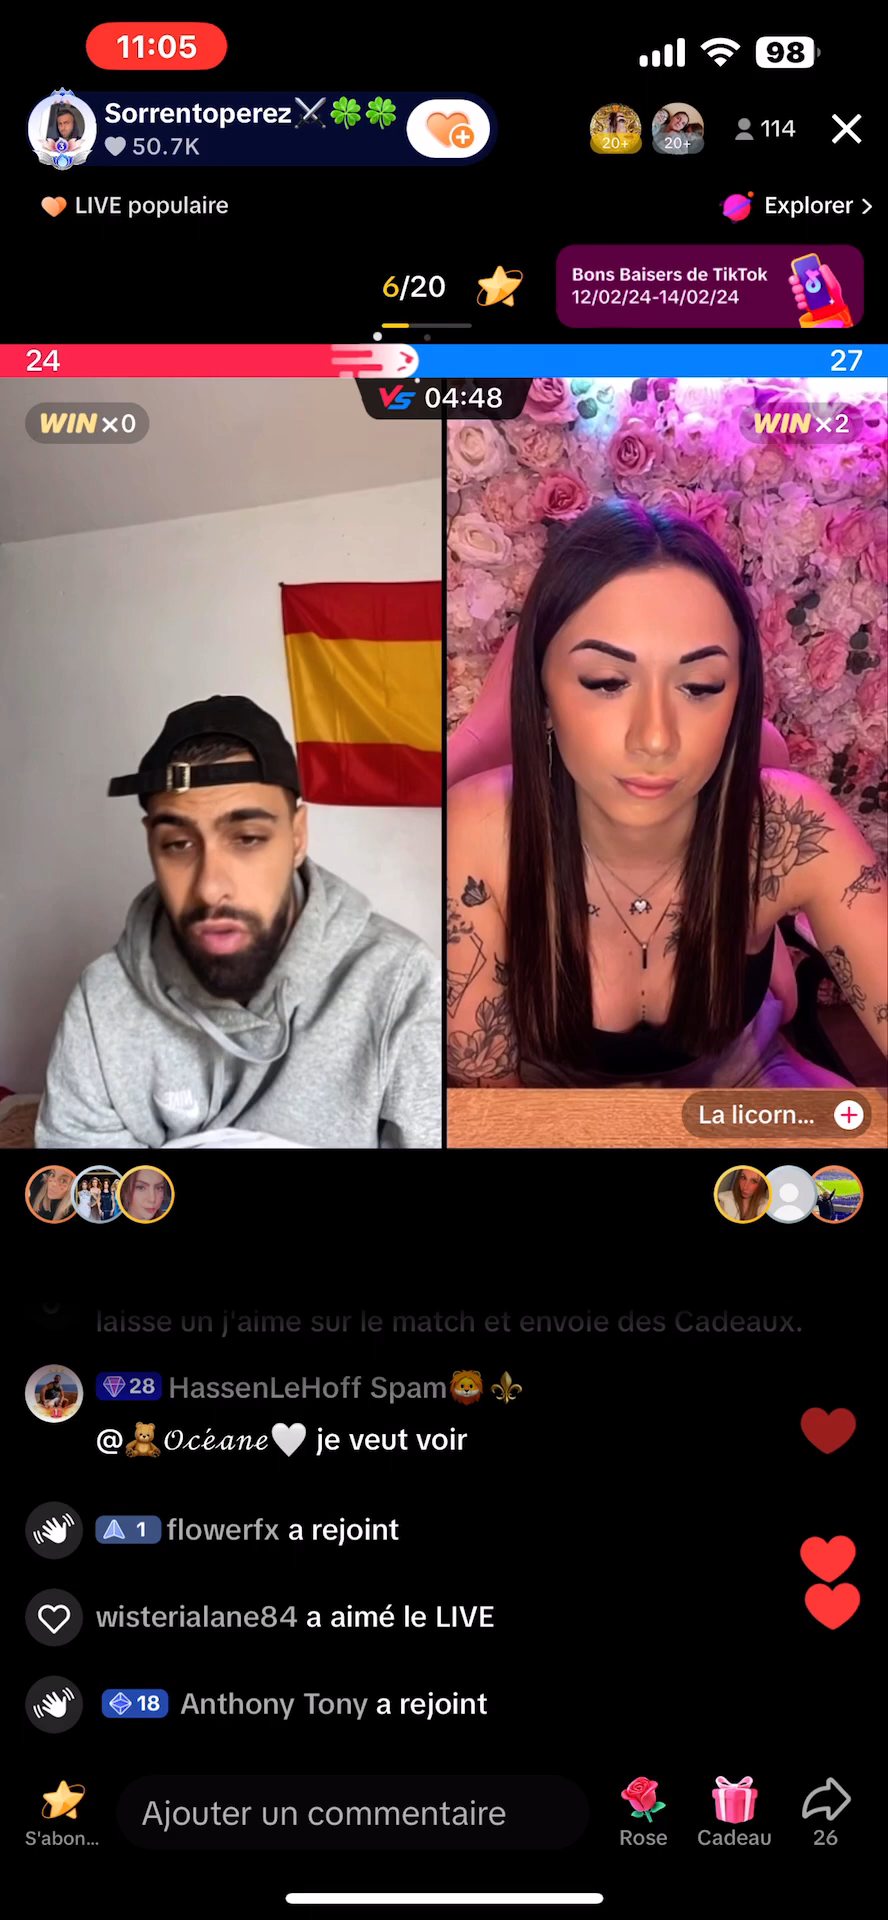 11:05
98
Sorrentoperez⚔️🍀🍀
50.7K
20+
20+
114
LIVE populaire
Explorer >
6/20
Bons Baisers de TikTok
12/02/24-14/02/24
24
27
VS 04:48
WIN ×0
WIN ×2
La licorn...
laisse un j'aime sur le match et envoie des Cadeaux.
28 HassenLeHoff Spam🦁⚜️
@🧸𝓞𝓬é𝓪𝓷𝓮🤍 je veut voir
1 flowerfx a rejoint
wisterialane84 a aimé le LIVE
18 Anthony Tony a rejoint
S'abon...
Ajouter un commentaire
Rose
Cadeau
26